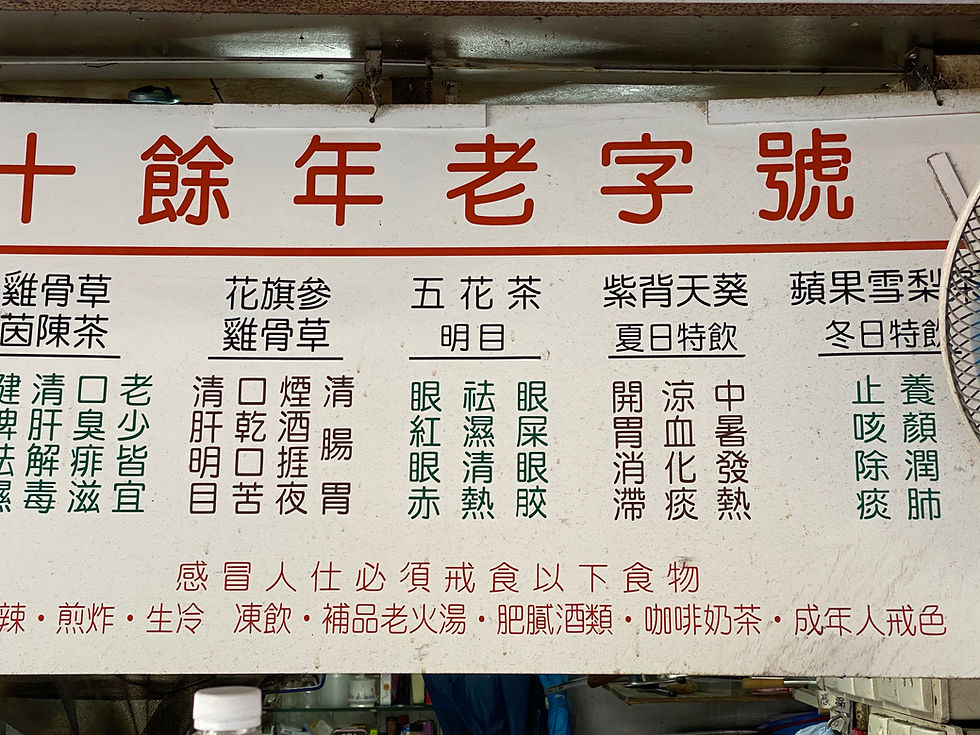 十餘年老字號
雞骨草
茵陳茶
老少皆宜
口臭痱滋
清肝解毒
健脾祛濕
花旗參
雞骨草
清腸胃
煙酒捱夜
口乾口苦
清肝明目
五花茶
明目
眼屎眼胶
祛濕清熱
眼紅眼赤
紫背天葵
夏日特飲
中暑發熱
涼血化痰
開胃消滯
蘋果雪梨
冬日特飲
養顏潤肺
止咳除痰
感冒人仕必須戒食以下食物
辣・煎炸・生冷 凍飲・補品老火湯・肥膩酒類・咖啡奶茶・成年人戒色